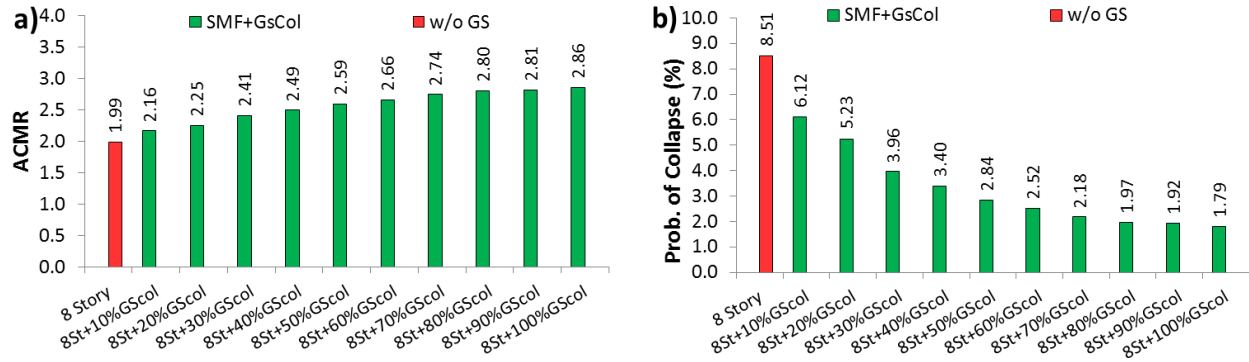 a)
SMF+GsCol
w/o GS
ACMR
4.0
3.5
3.0
2.5
2.0
1.5
1.0
0.5
0.0
1.99
2.16
2.25
2.41
2.49
2.59
2.66
2.74
2.80
2.81
2.86
8 Story
8St+10%GScol
8St+20%GScol
8St+30%GScol
8St+40%GScol
8St+50%GScol
8St+60%GScol
8St+70%GScol
8St+80%GScol
8St+90%GScol
8St+100%GScol
b)
SMF+GsCol
w/o GS
Prob. of Collapse (%)
10.0
9.0
8.0
7.0
6.0
5.0
4.0
3.0
2.0
1.0
0.0
8.51
6.12
5.23
3.96
3.40
2.84
2.52
2.18
1.97
1.92
1.79
8 Story
8St+10%GScol
8St+20%GScol
8St+30%GScol
8St+40%GScol
8St+50%GScol
8St+60%GScol
8St+70%GScol
8St+80%GScol
8St+90%GScol
8St+100%GScol